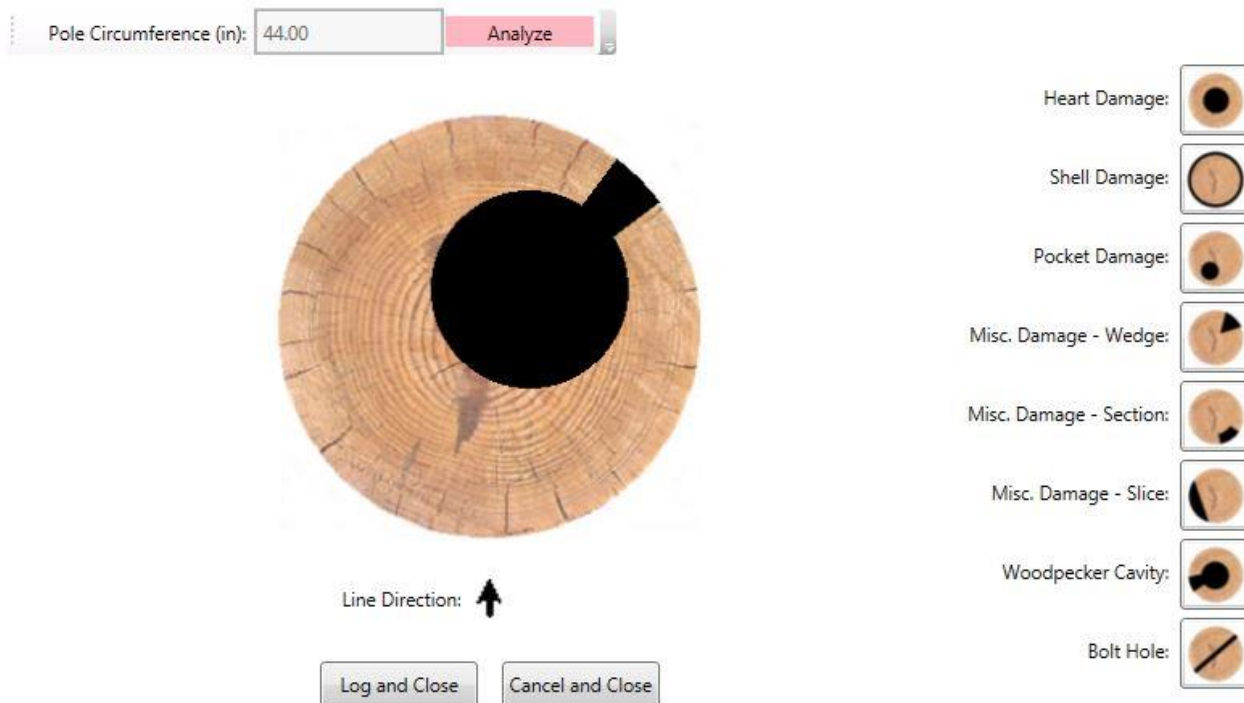 Pole Circumference (in): 44.00 Analyze
Heart Damage:
Shell Damage:
Pocket Damage:
Misc. Damage - Wedge:
Misc. Damage - Section:
Misc. Damage - Slice:
Woodpecker Cavity:
Bolt Hole:
Line Direction:
Log and Close Cancel and Close